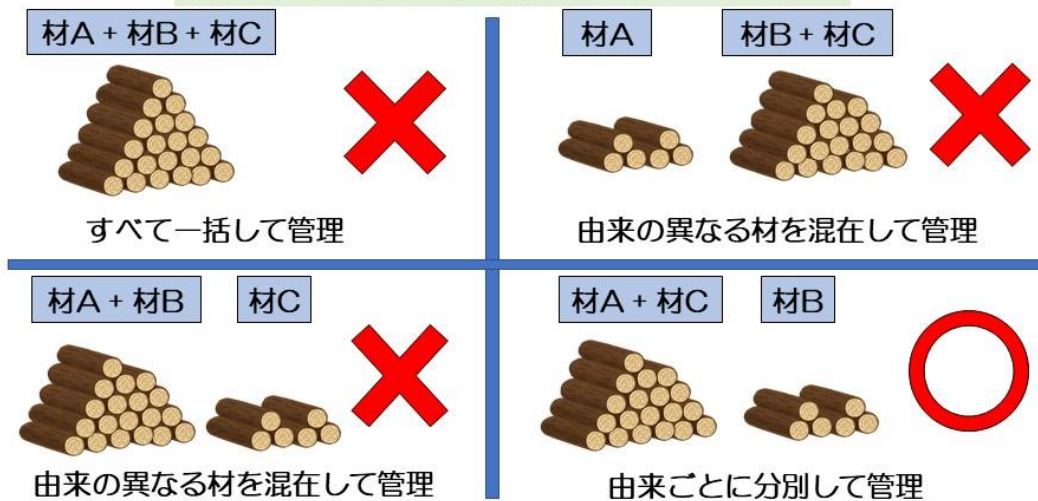 材A + 材B + 材C
すべて一括して管理
材A
材B + 材C
由来の異なる材を混在して管理
材A + 材B
材C
由来の異なる材を混在して管理
材A + 材C
材B
由来ごとに分別して管理